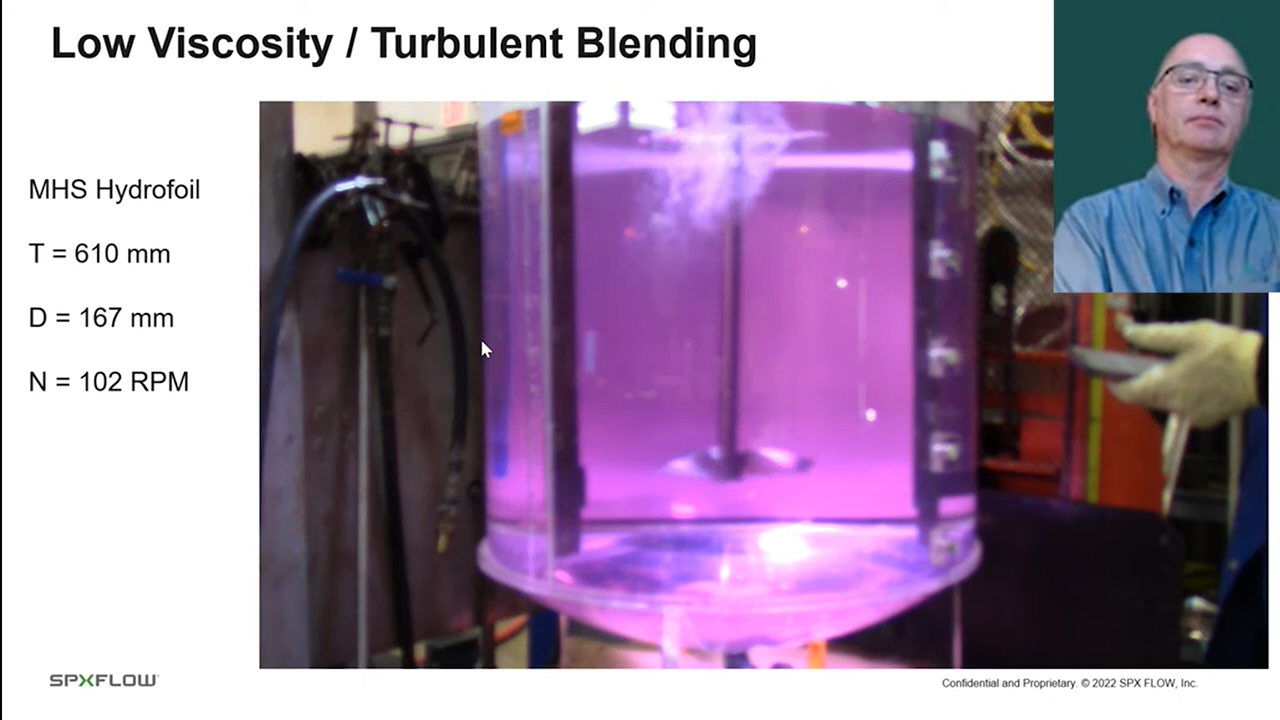 Low Viscosity / Turbulent Blending
MHS Hydrofoil
T = 610 mm
D = 167 mm
N = 102 RPM
SPXFLOW
Confidential and Proprietary. © 2022 SPX FLOW, Inc.